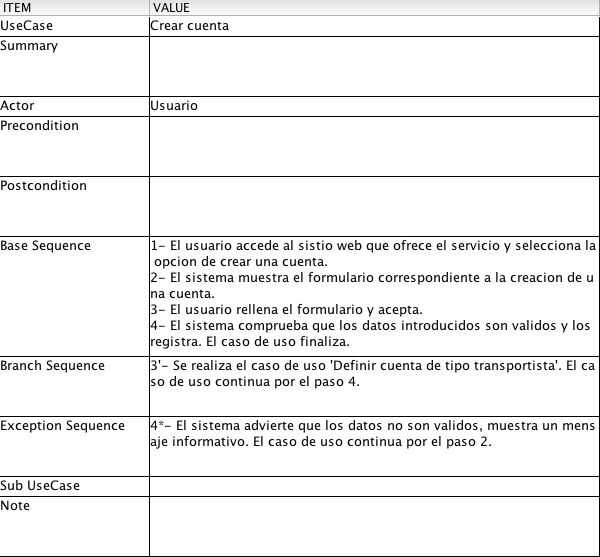 ITEM VALUE
UseCase Crear cuenta
Summary
Actor Usuario
Precondition
Postcondition
Base Sequence 1- El usuario accede al sistio web que ofrece el servicio y selecciona la
opcion de crear una cuenta.
2- El sistema muestra el formulario correspondiente a la creacion de u
na cuenta.
3- El usuario rellena el formulario y acepta.
4- El sistema comprueba que los datos introducidos son validos y los
registra. El caso de uso finaliza.
Branch Sequence 3'- Se realiza el caso de uso 'Definir cuenta de tipo transportista'. El ca
so de uso continua por el paso 4.
Exception Sequence 4*- El sistema advierte que los datos no son validos, muestra un mens
aje informativo. El caso de uso continua por el paso 2.
Sub UseCase
Note